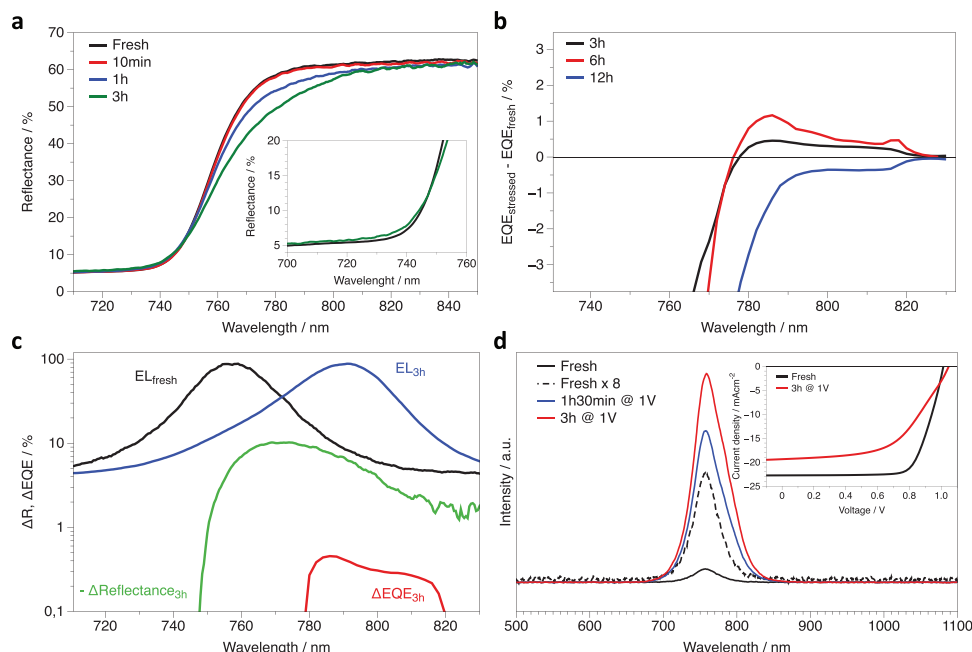 a
70
60
50
40
30
20
10
0
Reflectance / %
Fresh
10min
1h
3h
20
15
10
5
Reflectance / %
700
720
740
760
Wavelenght / nm
720
740
760
780
800
820
840
Wavelength / nm
b
3
2
1
0
−1
−2
−3
EQEstressed - EQEfresh / %
3h
6h
12h
740
760
780
800
820
Wavelength / nm
c
100
10
1
0,1
ΔR, ΔEQE / %
ELfresh
EL3h
- ΔReflectance3h
ΔEQE3h
720
740
760
780
800
820
Wavelength / nm
d
Intensity / a.u.
Fresh
Fresh x 8
1h30min @ 1V
3h @ 1V
Fresh
3h @ 1V
0
−5
−10
−15
−20
−25
Current density / mAcm-2
0
0.2
0.4
0.6
0.8
1.0
Voltage / V
500
600
700
800
900
1000
1100
Wavelength / nm